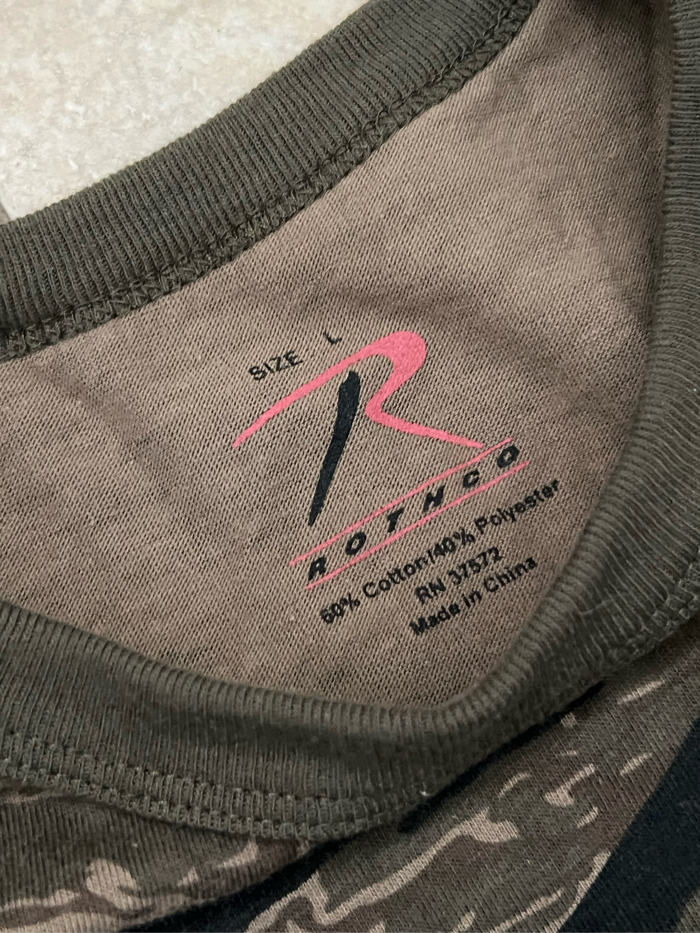 SIZE L
R
ROTHCO
60% Cotton/40% Polyester
RN 37572
Made in China